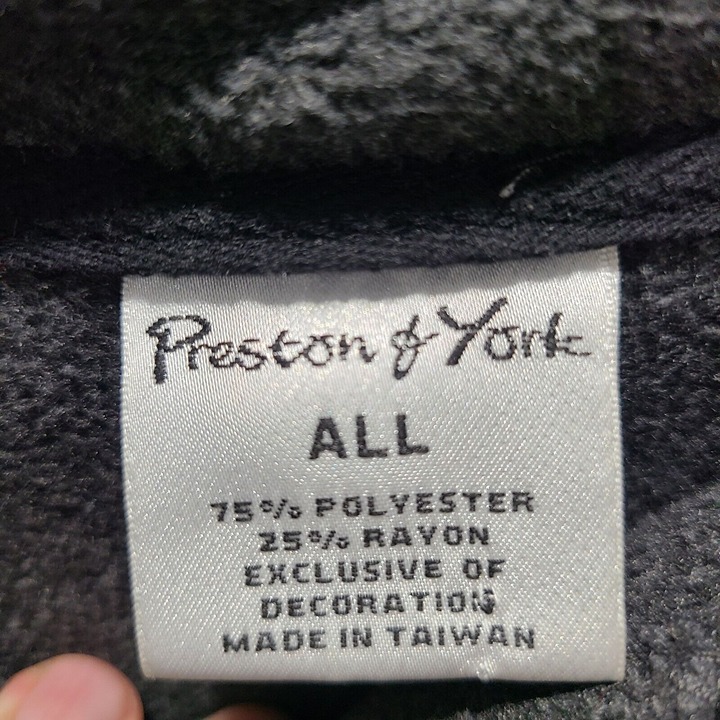 Preston & York
ALL
75% POLYESTER
25% RAYON
EXCLUSIVE OF
DECORATION
MADE IN TAIWAN